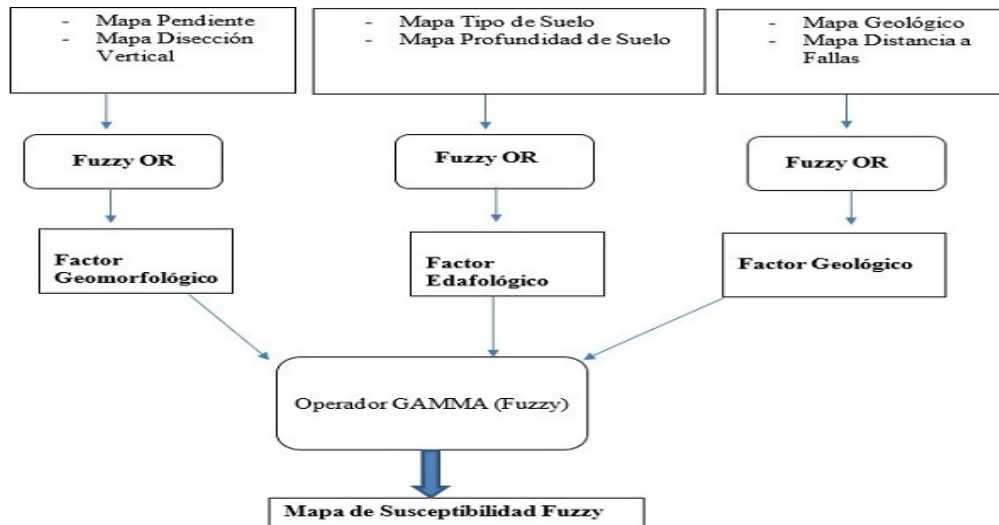 - Mapa Pendiente
- Mapa Disección
Vertical
- Mapa Tipo de Suelo
- Mapa Profundidad de Suelo
- Mapa Geológico
- Mapa Distancia a
Fallas
Fuzzy OR
Fuzzy OR
Fuzzy OR
Factor
Geomorfológico
Factor
Edafológico
Factor Geológico
Operador GAMMA (Fuzzy)
Mapa de Susceptibilidad Fuzzy